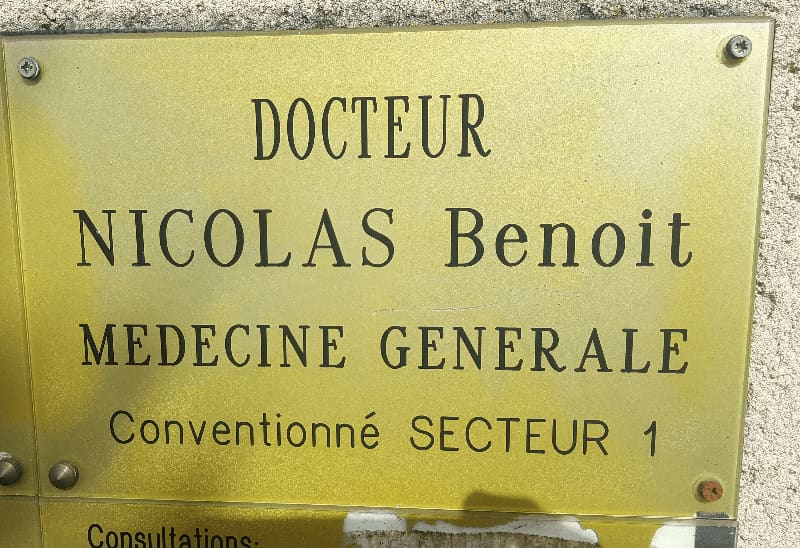 DOCTEUR
NICOLAS Benoit
MEDECINE GENERALE
Conventionné SECTEUR 1
Consultations: